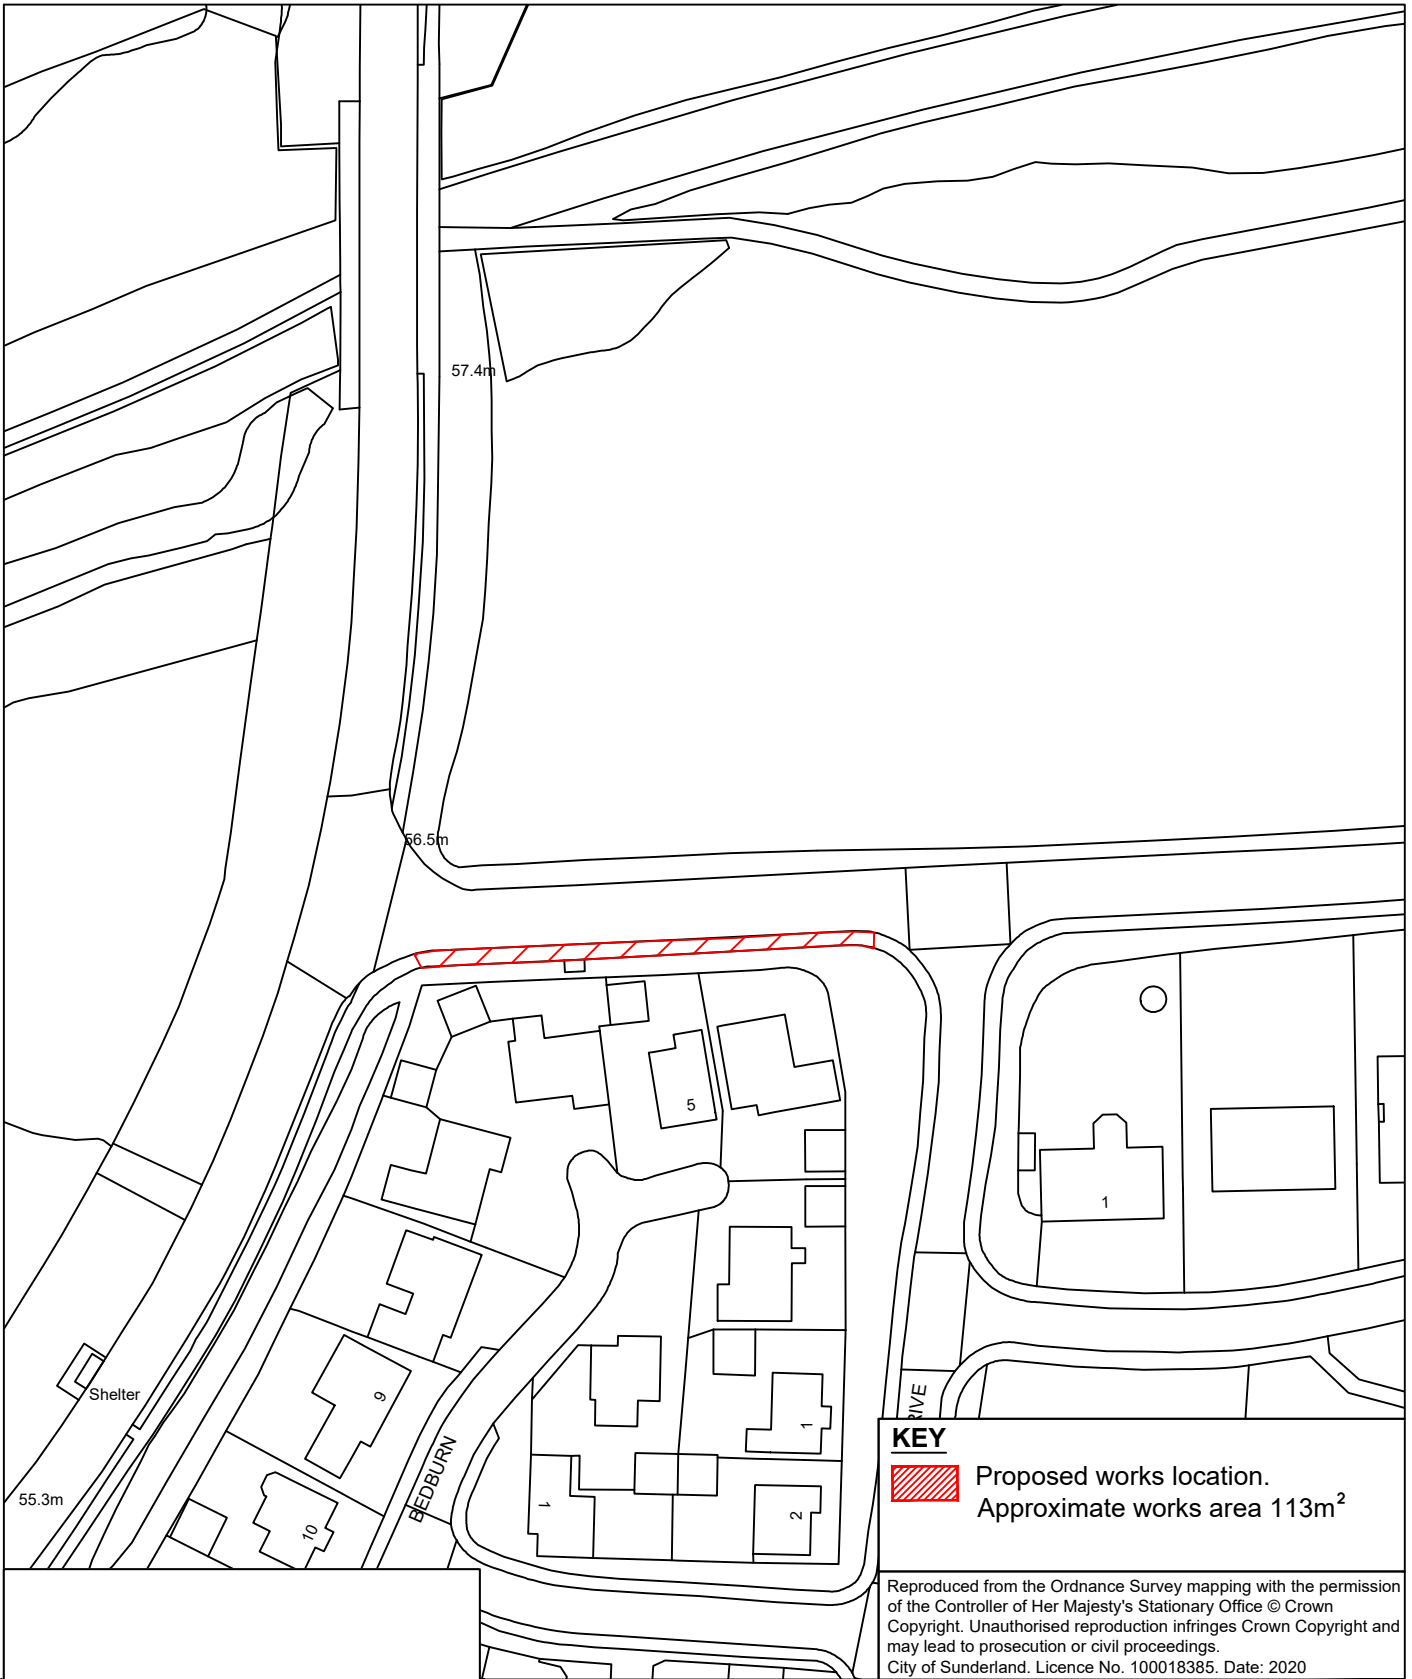 57.4m
56.5m
5
1
Shelter
9
BEDBURN
RIVE
1
1
2
10
55.3m
KEY
Proposed works location.
Approximate works area 113m²
Reproduced from the Ordnance Survey mapping with the permission
of the Controller of Her Majesty's Stationary Office © Crown
Copyright. Unauthorised reproduction infringes Crown Copyright and
may lead to prosecution or civil proceedings.
City of Sunderland. Licence No. 100018385. Date: 2020